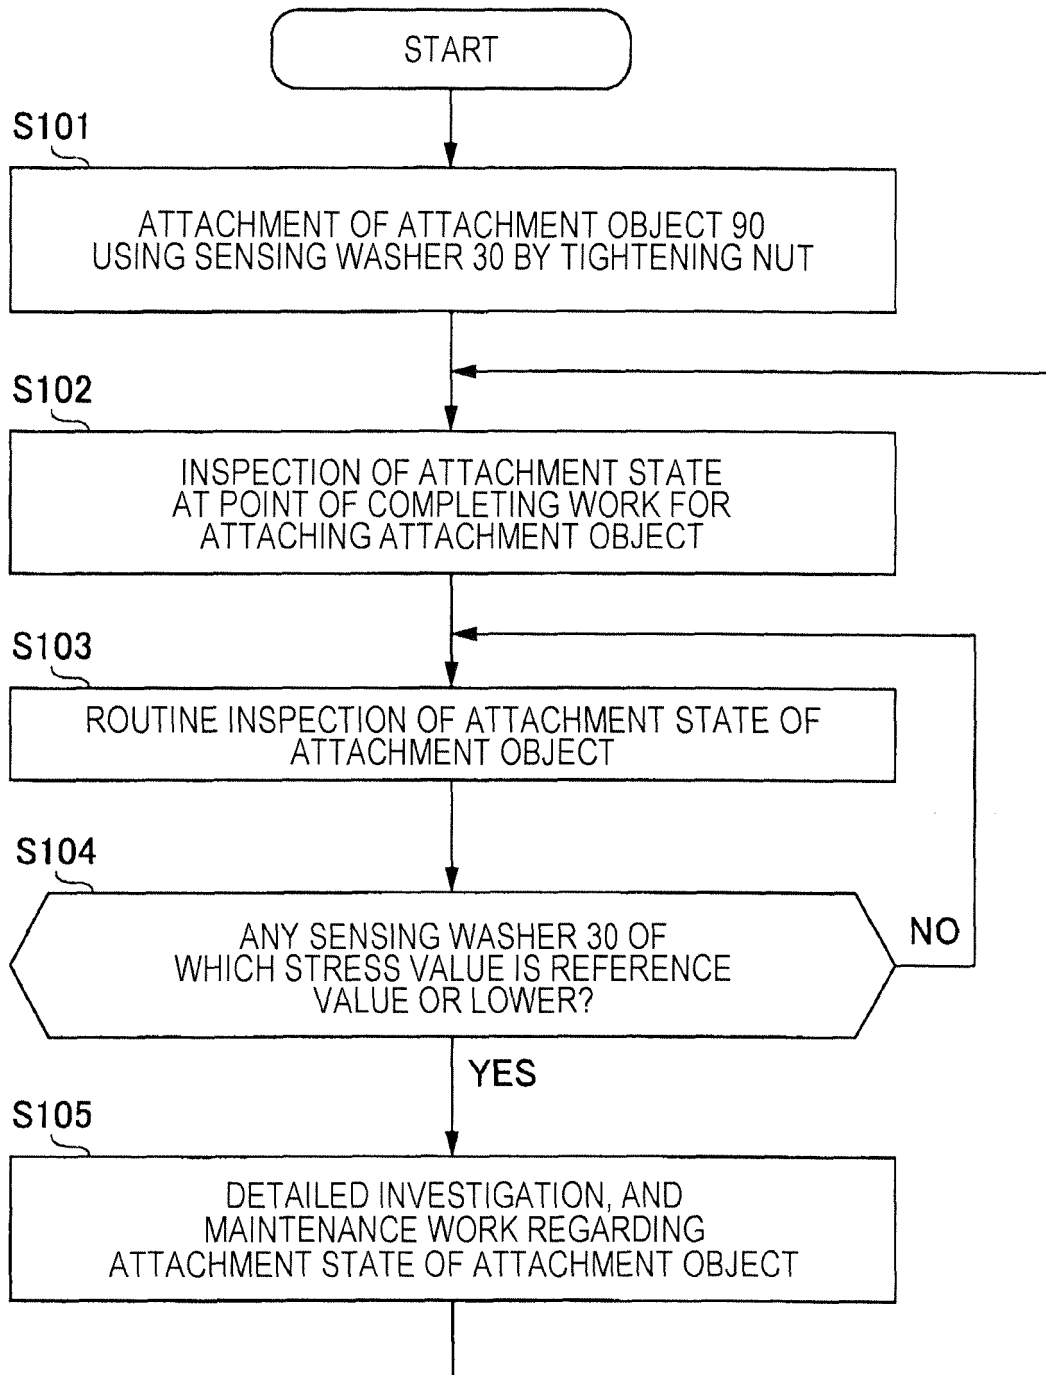 START
S101
ATTACHMENT OF ATTACHMENT OBJECT 90
USING SENSING WASHER 30 BY TIGHTENING NUT
S102
INSPECTION OF ATTACHMENT STATE
AT POINT OF COMPLETING WORK FOR
ATTACHING ATTACHMENT OBJECT
S103
ROUTINE INSPECTION OF ATTACHMENT STATE OF
ATTACHMENT OBJECT
S104
ANY SENSING WASHER 30 OF
WHICH STRESS VALUE IS REFERENCE
VALUE OR LOWER?
NO
YES
S105
DETAILED INVESTIGATION, AND
MAINTENANCE WORK REGARDING
ATTACHMENT STATE OF ATTACHMENT OBJECT